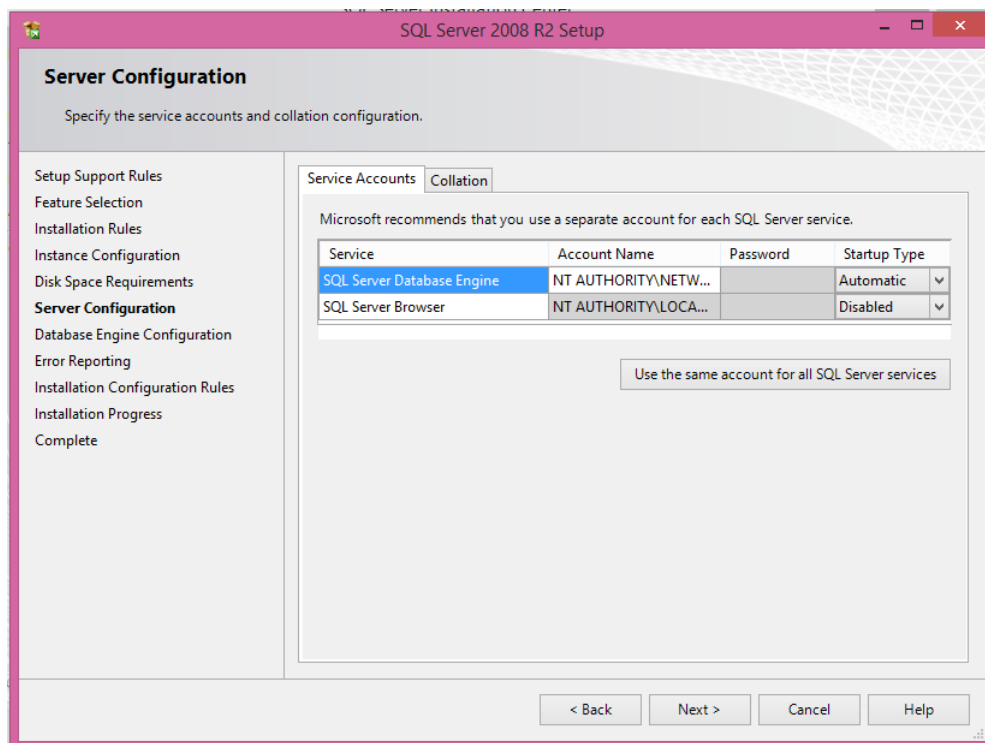 SQL Server Installation Center
SQL Server 2008 R2 Setup
Server Configuration
Specify the service accounts and collation configuration.
Setup Support Rules
Feature Selection
Installation Rules
Instance Configuration
Disk Space Requirements
Server Configuration
Database Engine Configuration
Error Reporting
Installation Configuration Rules
Installation Progress
Complete
Service Accounts Collation
Microsoft recommends that you use a separate account for each SQL Server service.
Service Account Name Password Startup Type
SQL Server Database Engine NT AUTHORITY\NETW... Automatic
SQL Server Browser NT AUTHORITY\LOCA... Disabled
Use the same account for all SQL Server services
< Back Next > Cancel Help